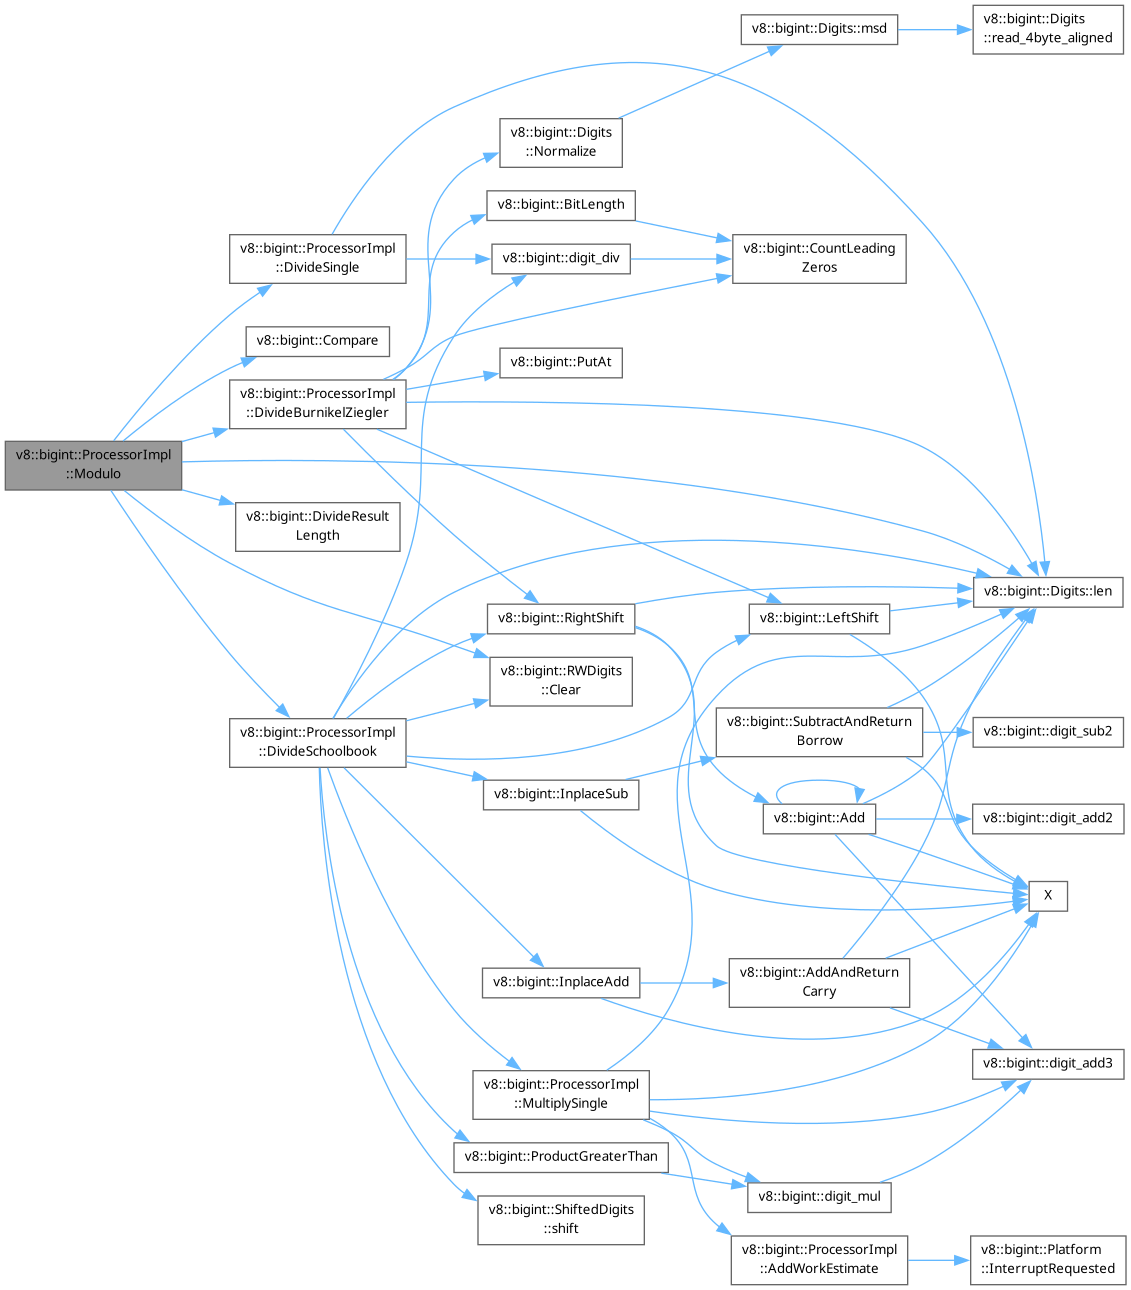 v8::bigint::Digits::msd
v8::bigint::Digits
::read_4byte_aligned
v8::bigint::Digits
::Normalize
v8::bigint::BitLength
v8::bigint::ProcessorImpl
::DivideSingle
v8::bigint::digit_div
v8::bigint::CountLeading
Zeros
v8::bigint::Compare
v8::bigint::PutAt
v8::bigint::ProcessorImpl
::DivideBurnikelZiegler
v8::bigint::ProcessorImpl
::Modulo
v8::bigint::DivideResult
Length
v8::bigint::Digits::len
v8::bigint::RightShift
v8::bigint::LeftShift
v8::bigint::RWDigits
::Clear
v8::bigint::ProcessorImpl
::DivideSchoolbook
v8::bigint::SubtractAndReturn
Borrow
v8::bigint::digit_sub2
v8::bigint::InplaceSub
v8::bigint::Add
v8::bigint::digit_add2
X
v8::bigint::InplaceAdd
v8::bigint::AddAndReturn
Carry
v8::bigint::digit_add3
v8::bigint::ProcessorImpl
::MultiplySingle
v8::bigint::ProductGreaterThan
v8::bigint::digit_mul
v8::bigint::ShiftedDigits
::shift
v8::bigint::ProcessorImpl
::AddWorkEstimate
v8::bigint::Platform
::InterruptRequested